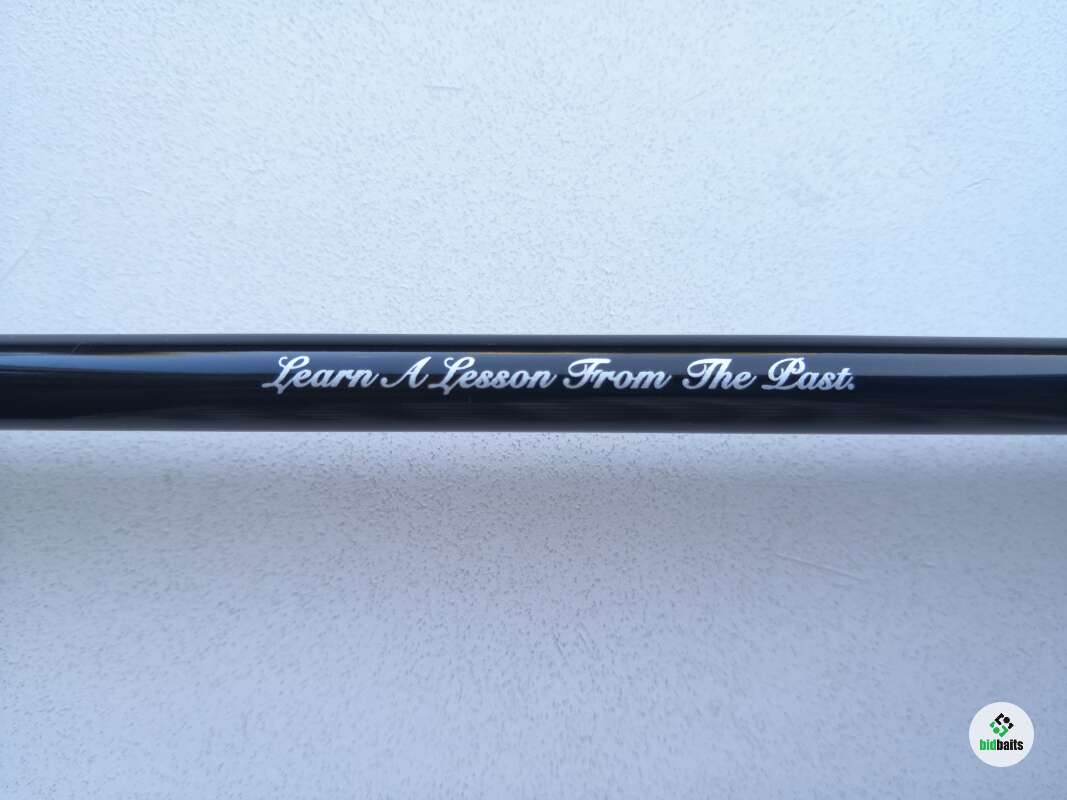 Learn A Lesson From The Past.
bidbaits